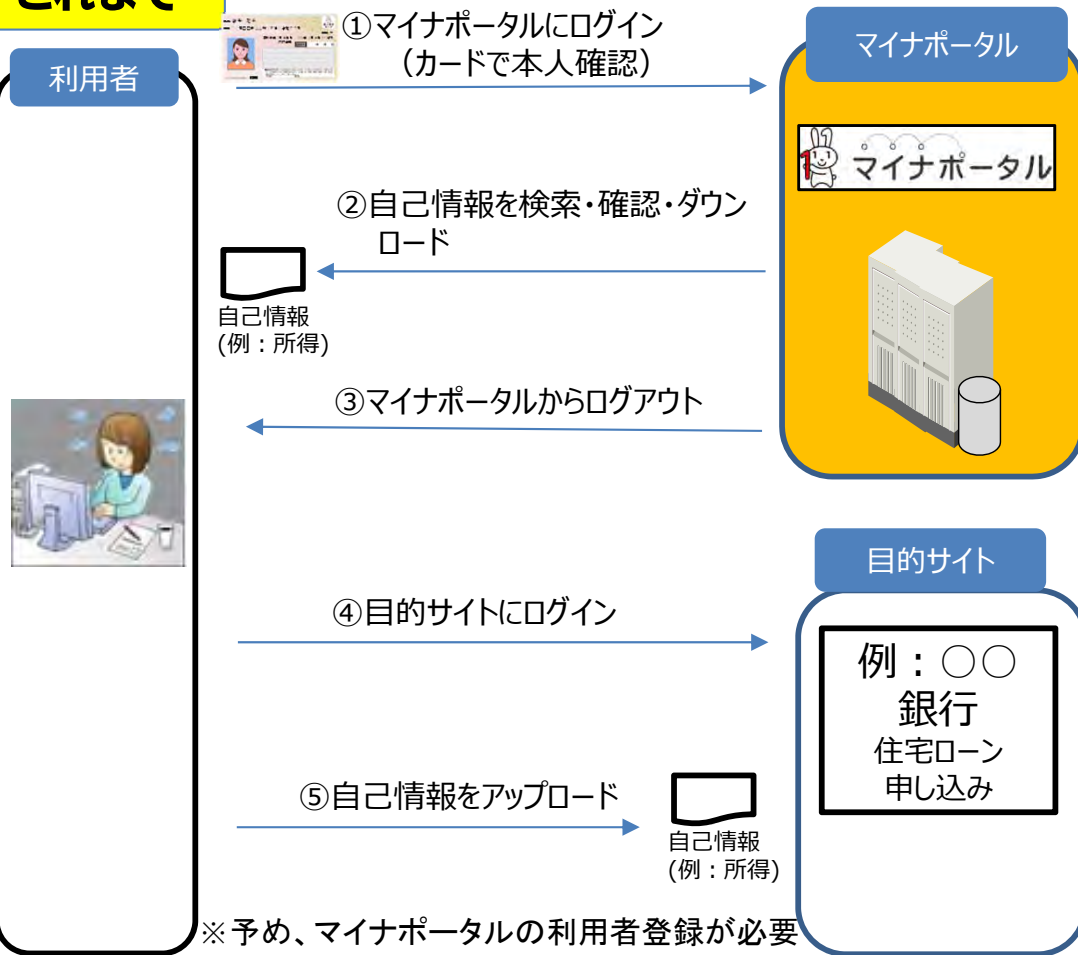 これまで
①マイナポータルにログイン
（カードで本人確認）
マイナポータル
利用者
マイナポータル
②自己情報を検索・確認・ダウン
ロード
自己情報
(例：所得)
③マイナポータルからログアウト
目的サイト
④目的サイトにログイン
例：○○
銀行
住宅ローン
申し込み
⑤自己情報をアップロード
自己情報
(例：所得)
※予め、マイナポータルの利用者登録が必要